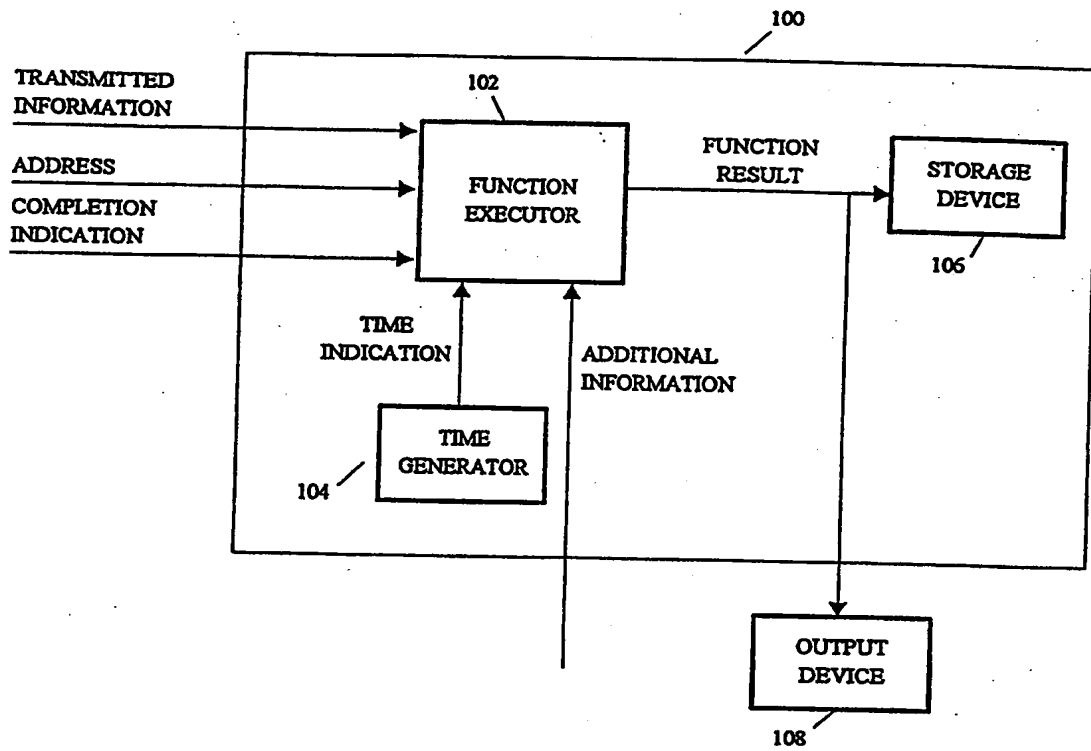 100
TRANSMITTED
INFORMATION
102
ADDRESS
COMPLETION
INDICATION
FUNCTION
EXECUTOR
FUNCTION
RESULT
STORAGE
DEVICE
106
TIME
INDICATION
ADDITIONAL
INFORMATION
TIME
GENERATOR
104
OUTPUT
DEVICE
108